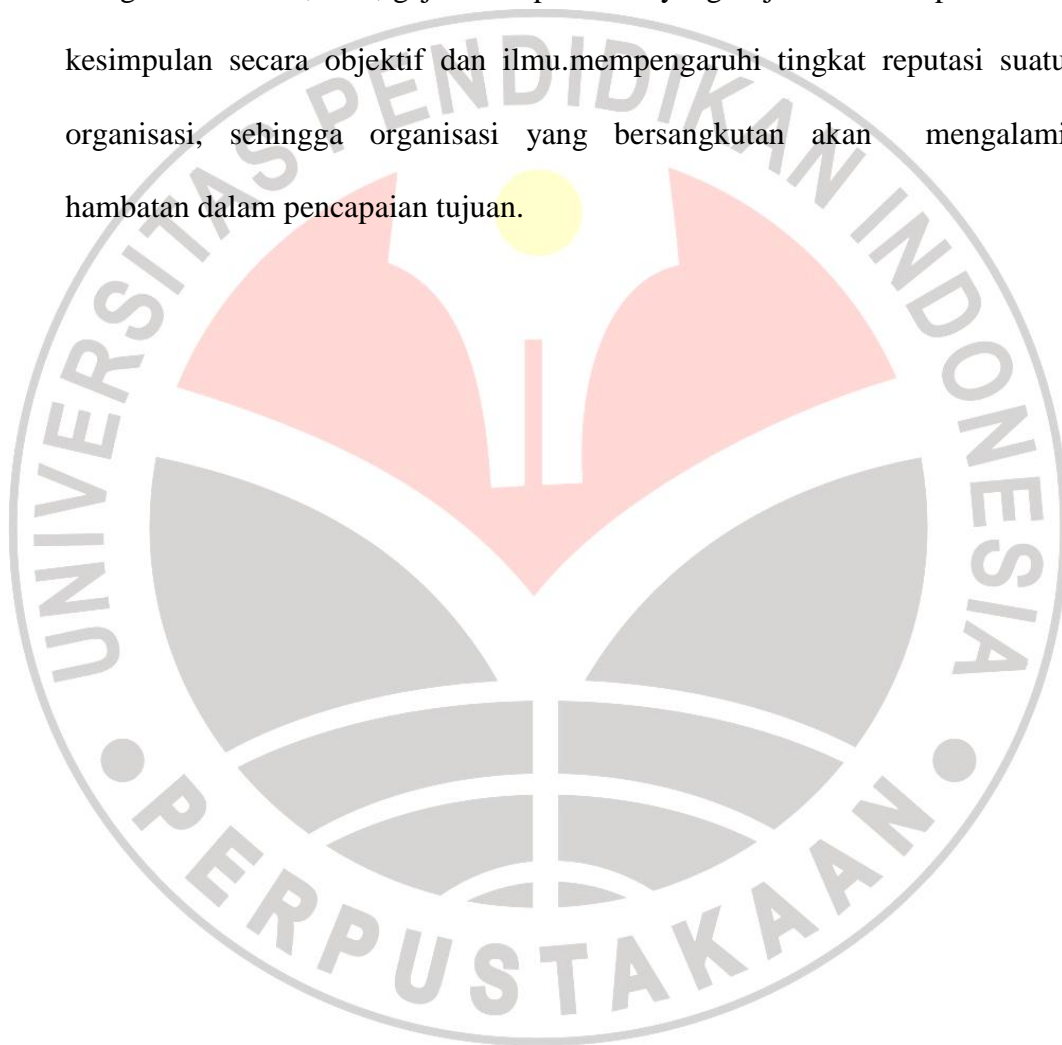 kesimpulan secara objektif dan ilmu.mempengaruhi tingkat reputasi suatu
organisasi, sehingga organisasi yang bersangkutan akan mengalami
hambatan dalam pencapaian tujuan.
UNIVERSITAS PENDIDIKAN INDONESIA
PERPUSTAKAAN